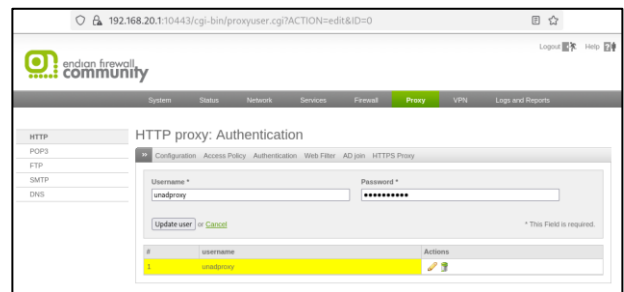 192.168.20.1:10443/cgi-bin/proxyuser.cgi?ACTION=edit&ID=0
Logout Help
endian firewall
community
System Status Network Services Firewall Proxy VPN Logs and Reports
HTTP
POP3
FTP
SMTP
DNS
HTTP proxy: Authentication
» Configuration Access Policy Authentication Web Filter AD join HTTPS Proxy
Username * Password *
unadproxy ••••••••••
Update user or Cancel * This Field is required.
# username Actions
1 unadproxy